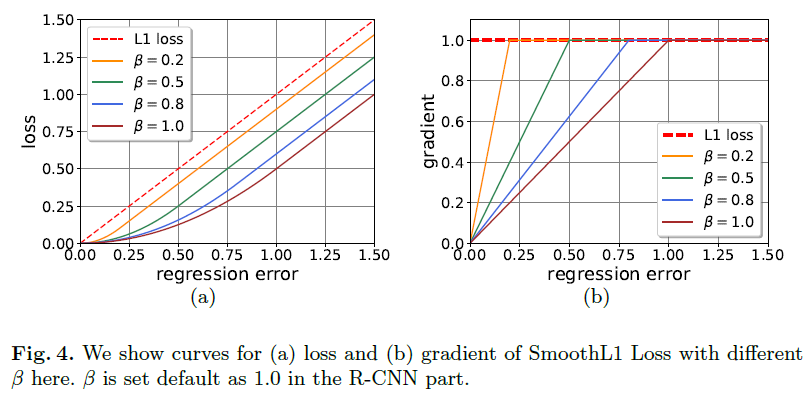 1.50
1.25
1.00
0.75
0.50
0.25
0.00
loss
L1 loss
β = 0.2
β = 0.5
β = 0.8
β = 1.0
0.00 0.25 0.50 0.75 1.00 1.25 1.50
regression error
(a)
1.0
0.8
0.6
0.4
0.2
0.0
gradient
L1 loss
β = 0.2
β = 0.5
β = 0.8
β = 1.0
0.00 0.25 0.50 0.75 1.00 1.25 1.50
regression error
(b)
Fig. 4. We show curves for (a) loss and (b) gradient of SmoothL1 Loss with different
β here. β is set default as 1.0 in the R-CNN part.